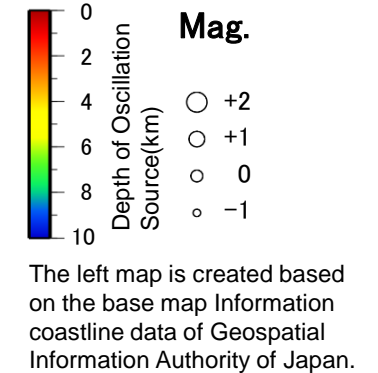 Mag.
0
2
4
6
8
10
Depth of Oscillation
Source(km)
+2
+1
0
−1
The left map is created based
on the base map Information
coastline data of Geospatial
Information Authority of Japan.